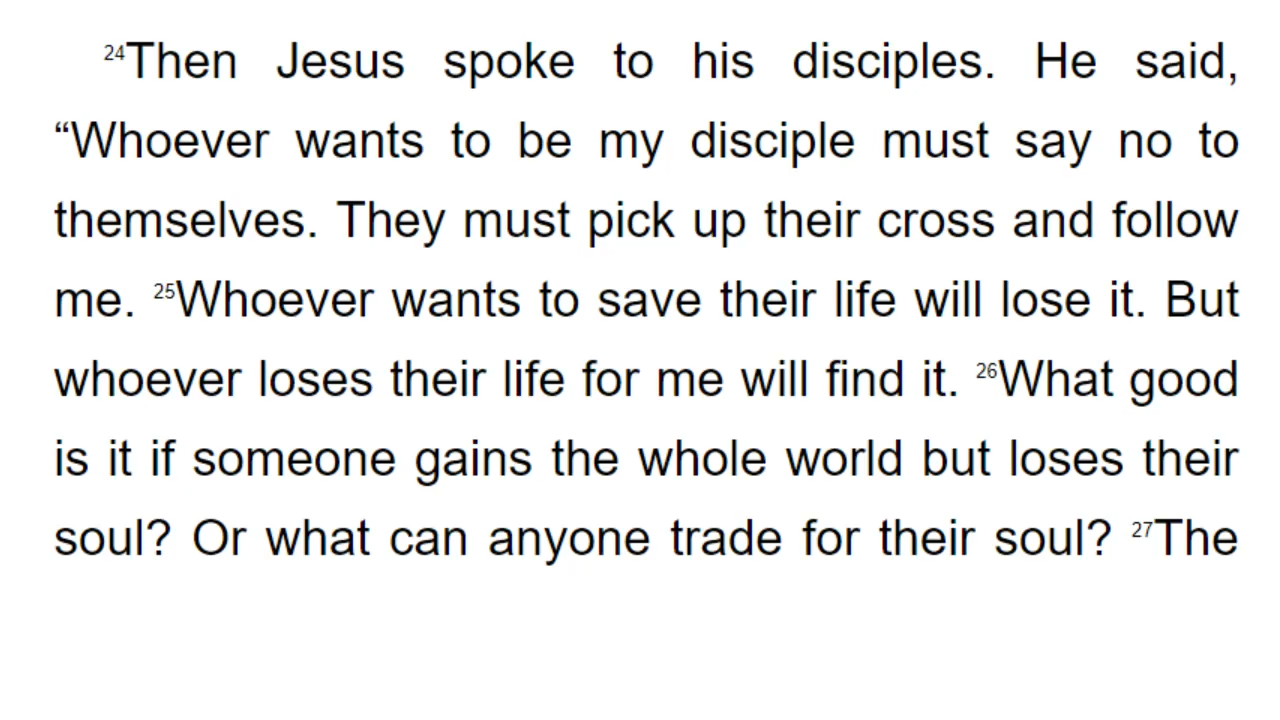 24Then Jesus spoke to his disciples. He said,
“Whoever wants to be my disciple must say no to
themselves. They must pick up their cross and follow
me. 25Whoever wants to save their life will lose it. But
whoever loses their life for me will find it. 26What good
is it if someone gains the whole world but loses their
soul? Or what can anyone trade for their soul? 27The